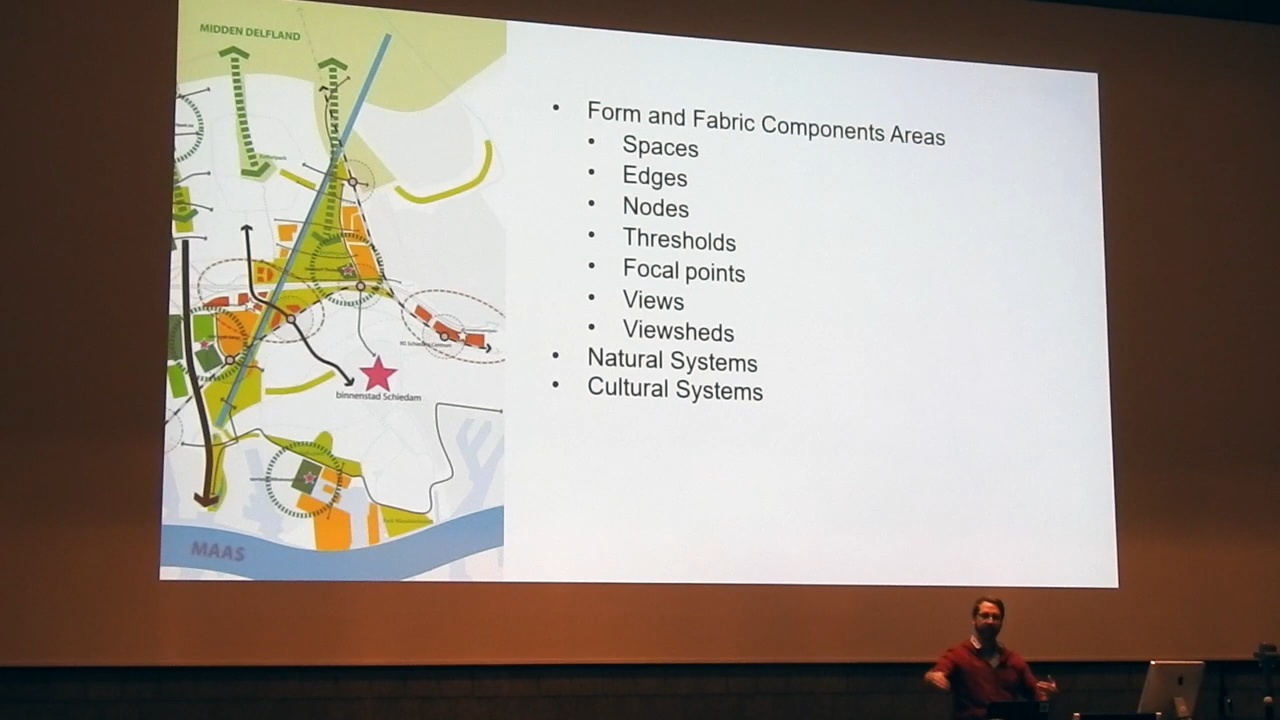 MIDDEN DELFLAND
binnenstad Schiedam
MAAS
• Form and Fabric Components Areas
• Spaces
• Edges
• Nodes
• Thresholds
• Focal points
• Views
• Viewsheds
• Natural Systems
• Cultural Systems